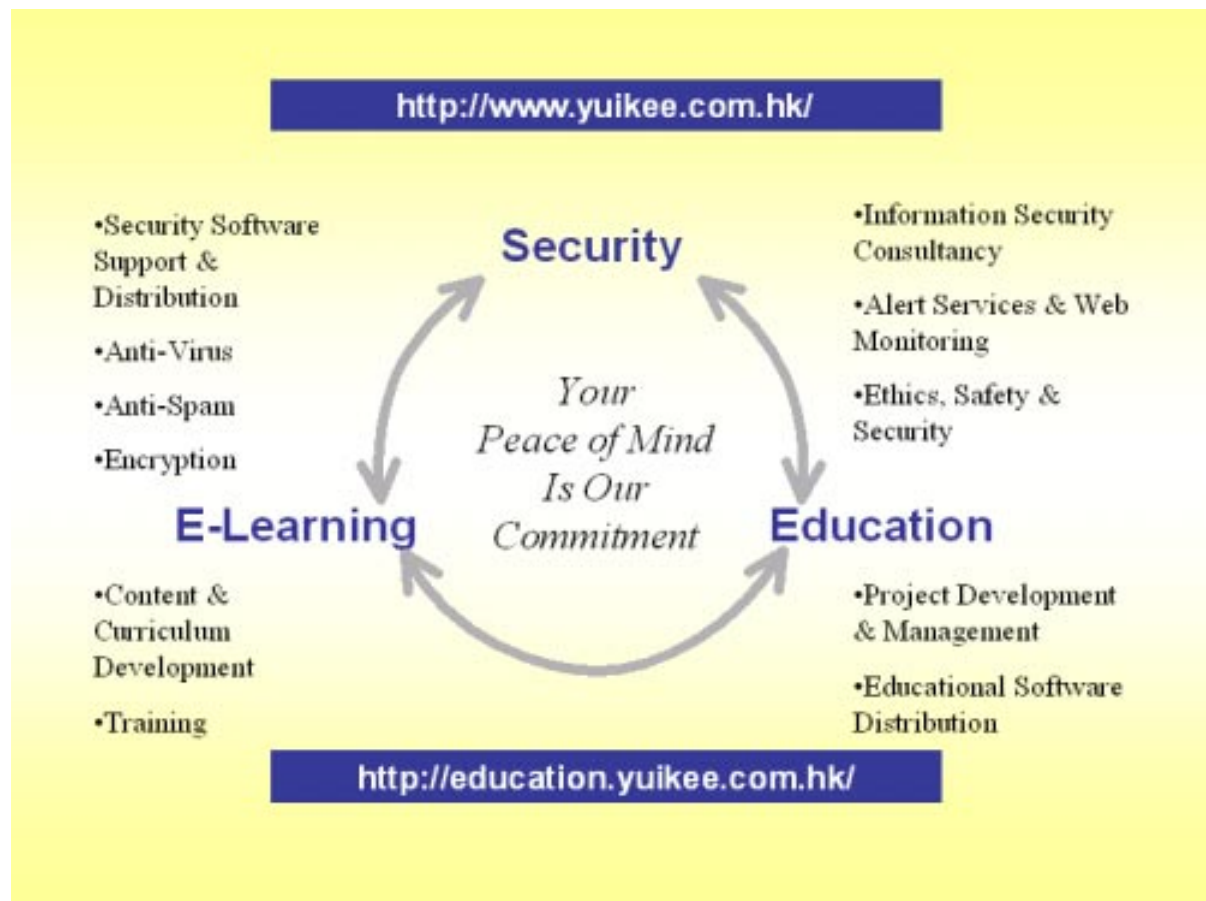 http://www.yuikee.com.hk/
•Security Software
Support &
Distribution
•Anti-Virus
•Anti-Spam
•Encryption
Security
•Information Security
Consultancy
•Alert Services & Web
Monitoring
•Ethics, Safety &
Security
Your
Peace of Mind
Is Our
Commitment
E-Learning
Education
•Content &
Curriculum
Development
•Training
•Project Development
& Management
•Educational Software
Distribution
http://education.yuikee.com.hk/